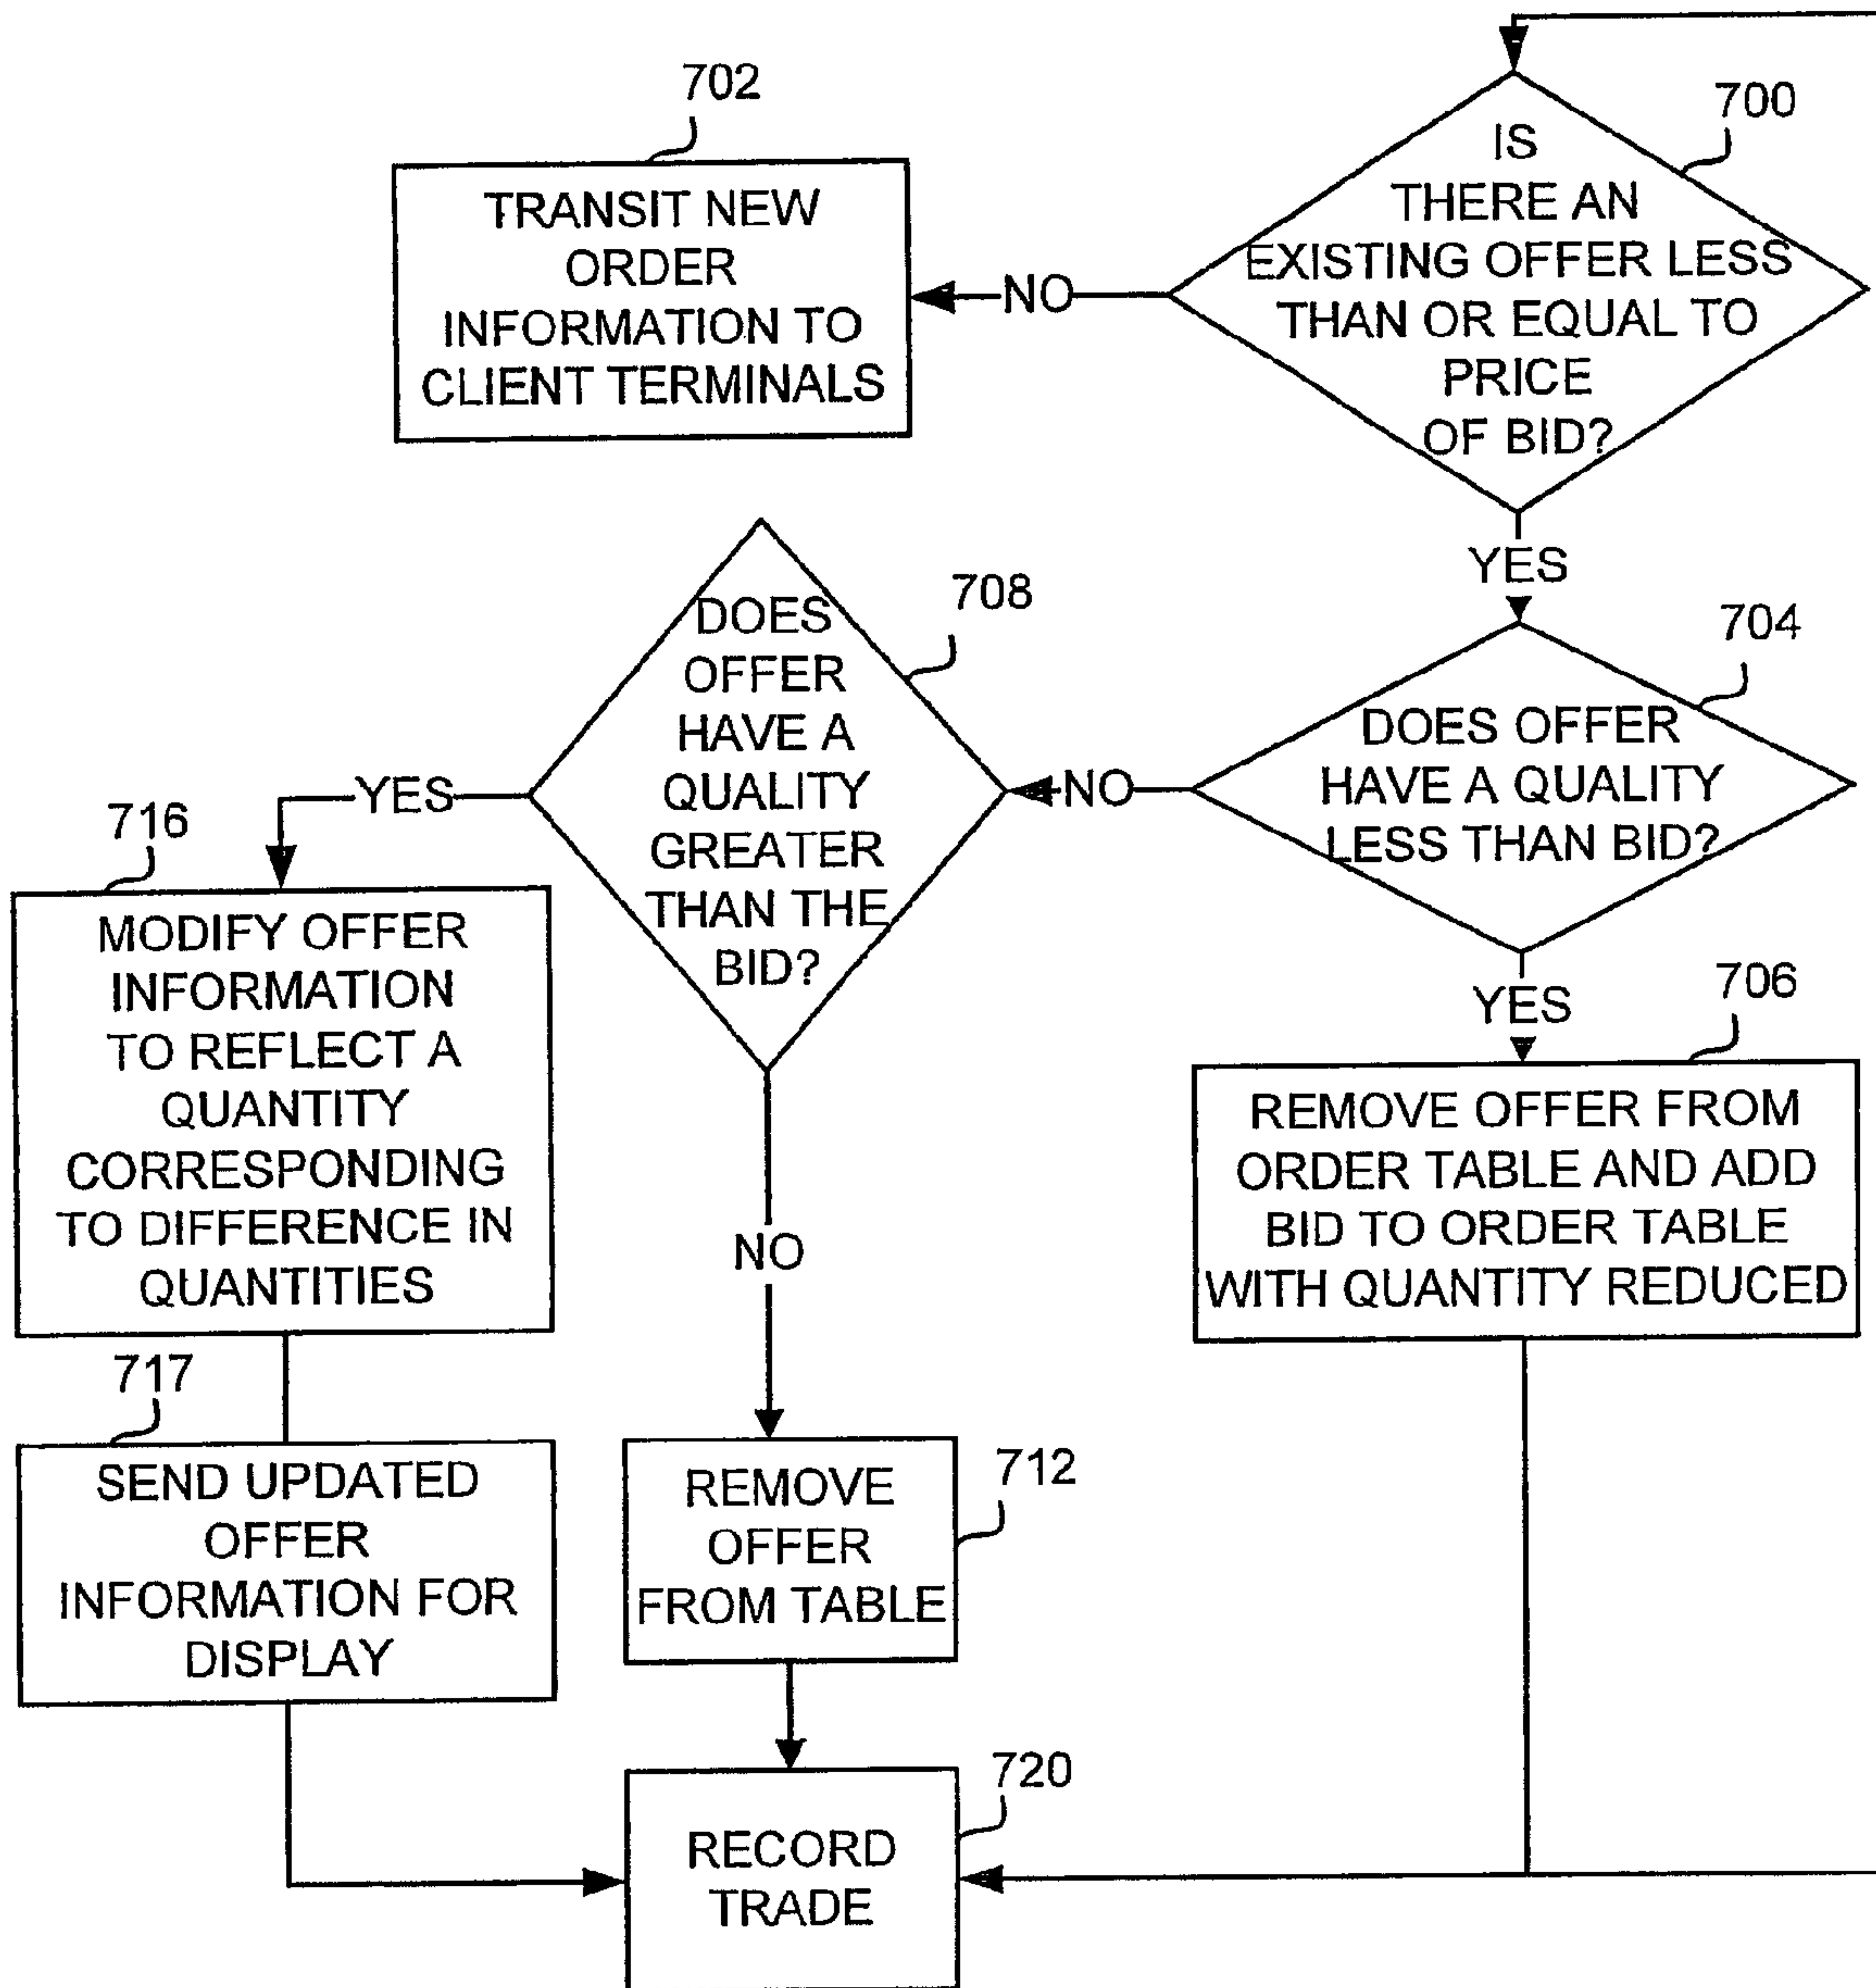 702
TRANSIT NEW
ORDER
INFORMATION TO
CLIENT TERMINALS
NO
700
IS
THERE AN
EXISTING OFFER LESS
THAN OR EQUAL TO
PRICE
OF BID?
YES
704
DOES OFFER
HAVE A QUALITY
LESS THAN BID?
NO
708
DOES
OFFER
HAVE A
QUALITY
GREATER
THAN THE
BID?
YES
716
MODIFY OFFER
INFORMATION
TO REFLECT A
QUANTITY
CORRESPONDING
TO DIFFERENCE IN
QUANTITIES
717
SEND UPDATED
OFFER
INFORMATION FOR
DISPLAY
NO
712
REMOVE
OFFER
FROM TABLE
YES
706
REMOVE OFFER FROM
ORDER TABLE AND ADD
BID TO ORDER TABLE
WITH QUANTITY REDUCED
720
RECORD
TRADE